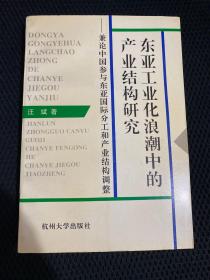 DONGYA
GONGYEHUA
LANGCHAO
ZHONG
DE
CHANYE
JIEGOU
YANJIU
东亚工业化浪潮中的
产业结构研究
——兼论中国参与东亚国际分工和产业结构调整
汪斌著
JIANLUN
ZHONGGUO CANYU
GUOJI
CHANYE FENGONG
HE
CHANYE JIEGOU
TIAOZHENG
杭州大学出版社